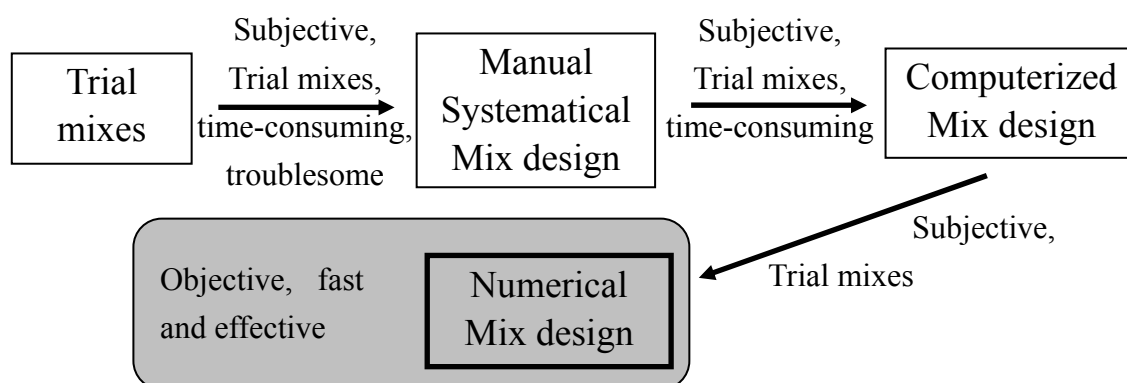 Trial
mixes
Subjective,
Trial mixes,
time-consuming,
troublesome
Manual
Systematical
Mix design
Subjective,
Trial mixes,
time-consuming
Computerized
Mix design
Subjective,
Trial mixes
Objective, fast
and effective
Numerical
Mix design